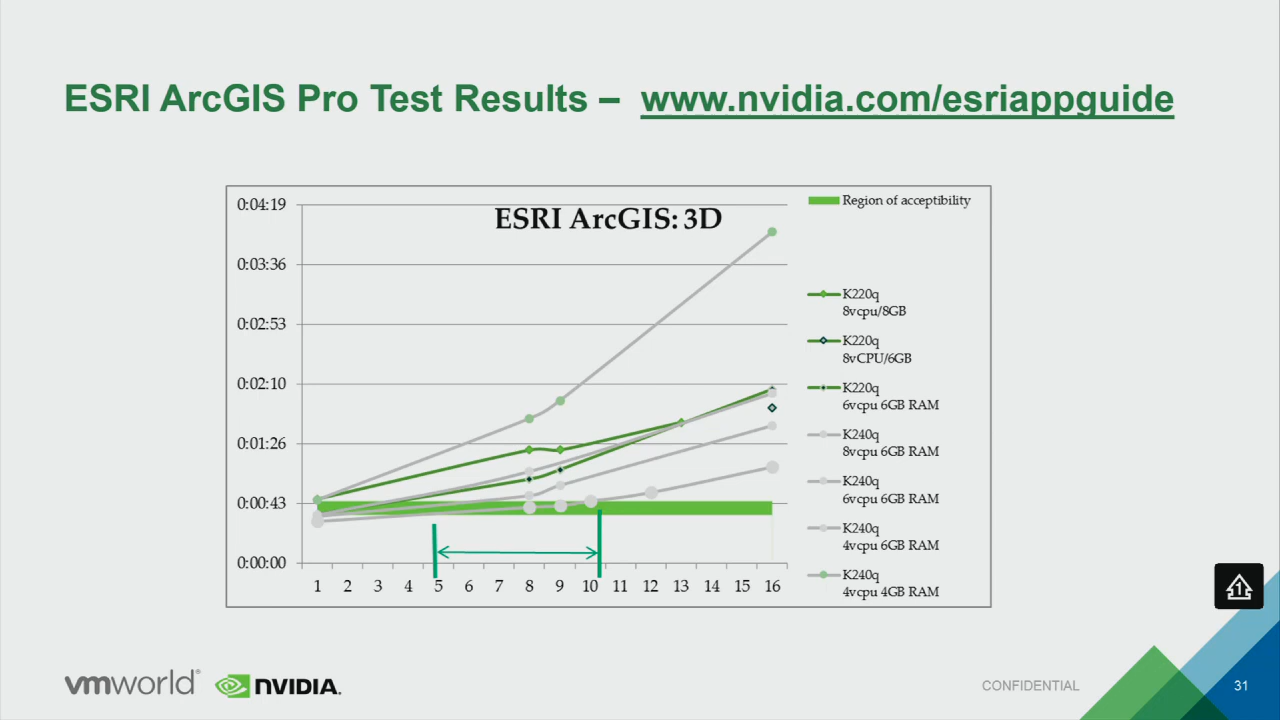 ESRI ArcGIS Pro Test Results – www.nvidia.com/esriappguide
ESRI ArcGIS: 3D
0:04:19
0:03:36
0:02:53
0:02:10
0:01:26
0:00:43
0:00:00
1 2 3 4 5 6 7 8 9 10 11 12 13 14 15 16
Region of acceptibility
K220q
8vcpu/8GB
K220q
8vCPU/6GB
K220q
6vcpu 6GB RAM
K240q
8vcpu 6GB RAM
K240q
6vcpu 6GB RAM
K240q
4vcpu 6GB RAM
K240q
4vcpu 4GB RAM
1
vmworld® NVIDIA.
CONFIDENTIAL
31